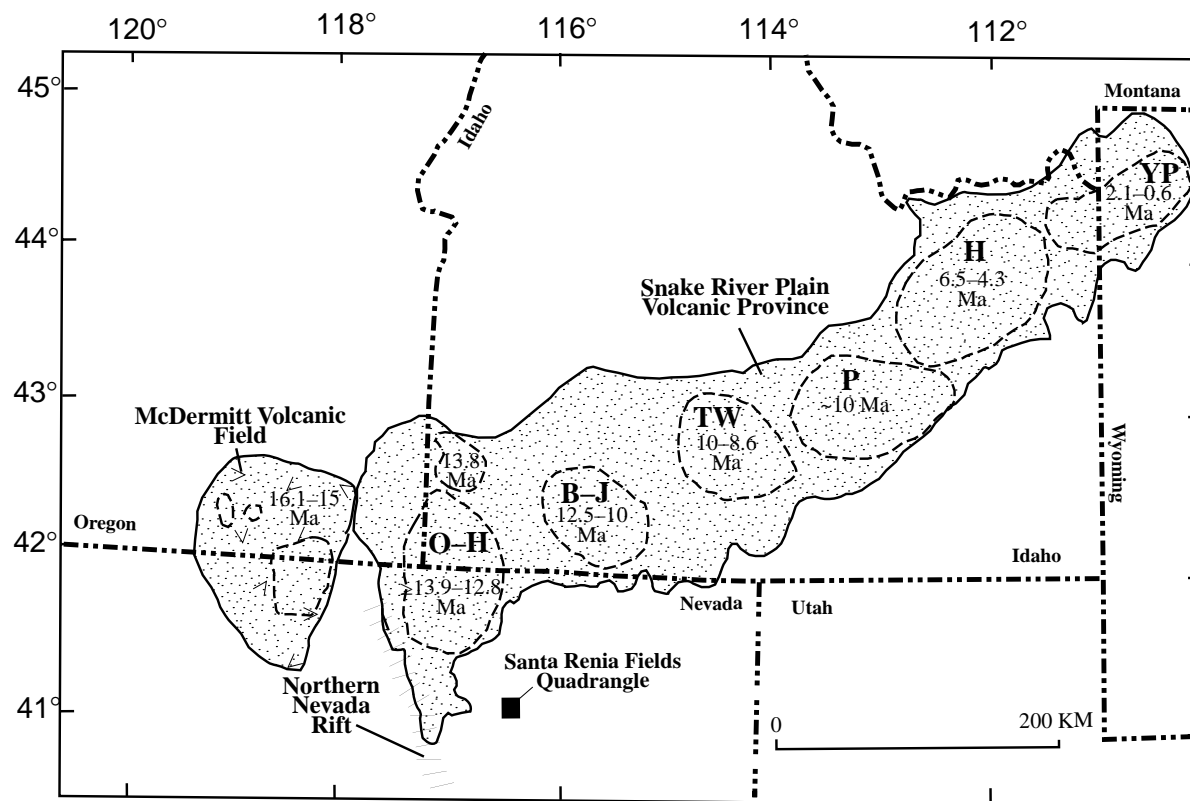 120°
118°
116°
114°
112°
45°
44°
43°
42°
41°
Montana
Idaho
YP
2.1–0.6
Ma
H
6.5–4.3
Ma
Snake River Plain
Volcanic Province
P
~10 Ma
TW
10–8.6
Ma
McDermitt Volcanic
Field
13.8
Ma
16.1–15
Ma
B–J
12.5–10
Ma
Wyoming
Oregon
O–H
≥13.9–12.8
Ma
Idaho
Nevada
Utah
Santa Renia Fields
Quadrangle
Northern
Nevada
Rift
0
200 KM